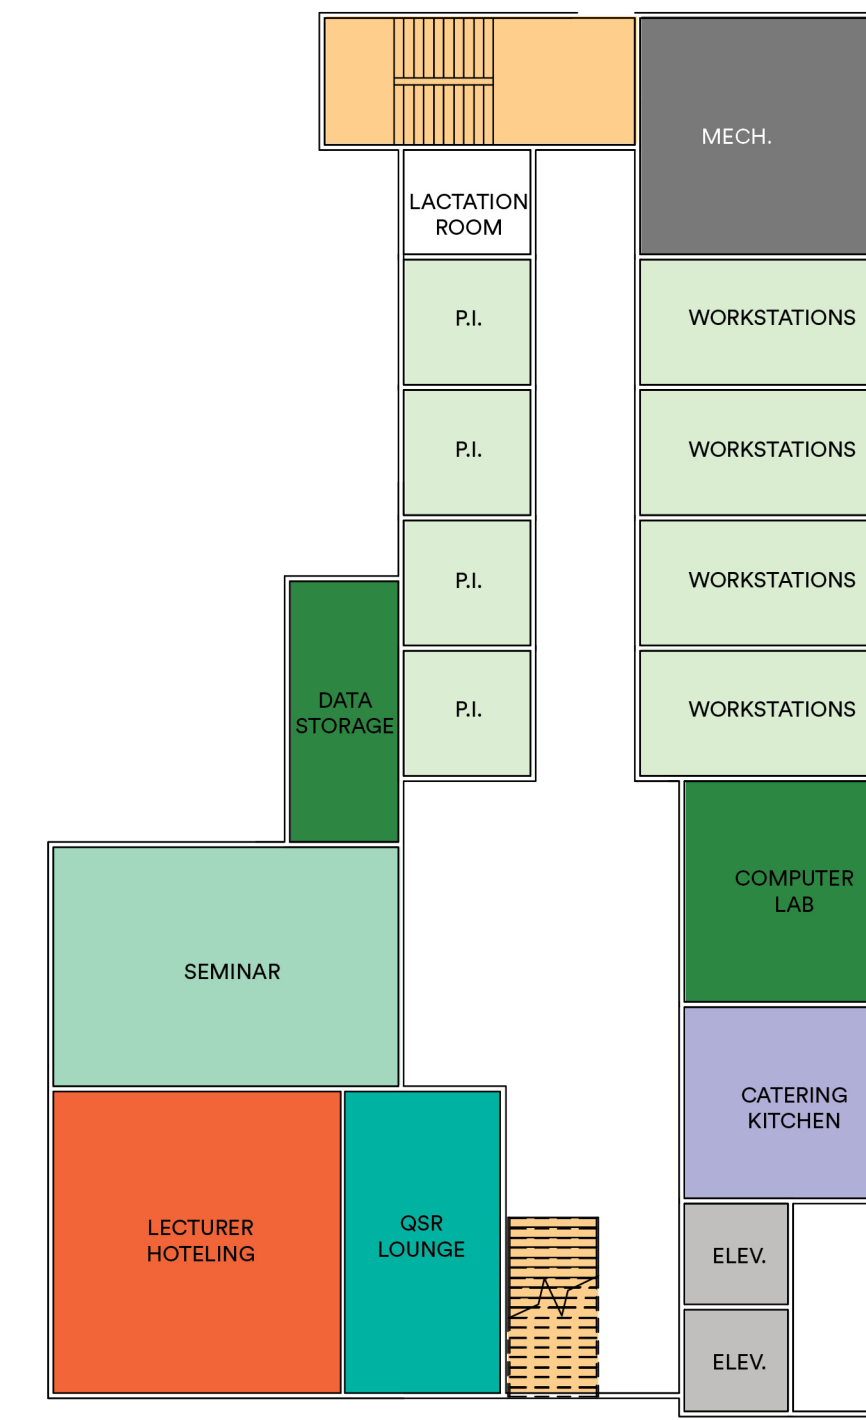 MECH.
LACTATION
ROOM
P.I.
WORKSTATIONS
P.I.
WORKSTATIONS
P.I.
WORKSTATIONS
DATA
STORAGE
P.I.
WORKSTATIONS
COMPUTER
LAB
SEMINAR
CATERING
KITCHEN
LECTURER
HOTELING
QSR
LOUNGE
ELEV.
ELEV.